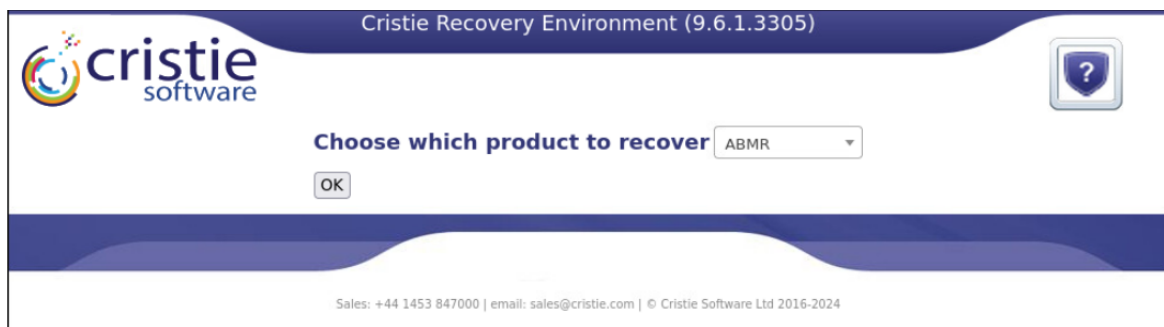 Cristie Recovery Environment (9.6.1.3305)
cristie
software
?
Choose which product to recover ABMR
OK
Sales: +44 1453 847000 | email: sales@cristie.com | © Cristie Software Ltd 2016-2024